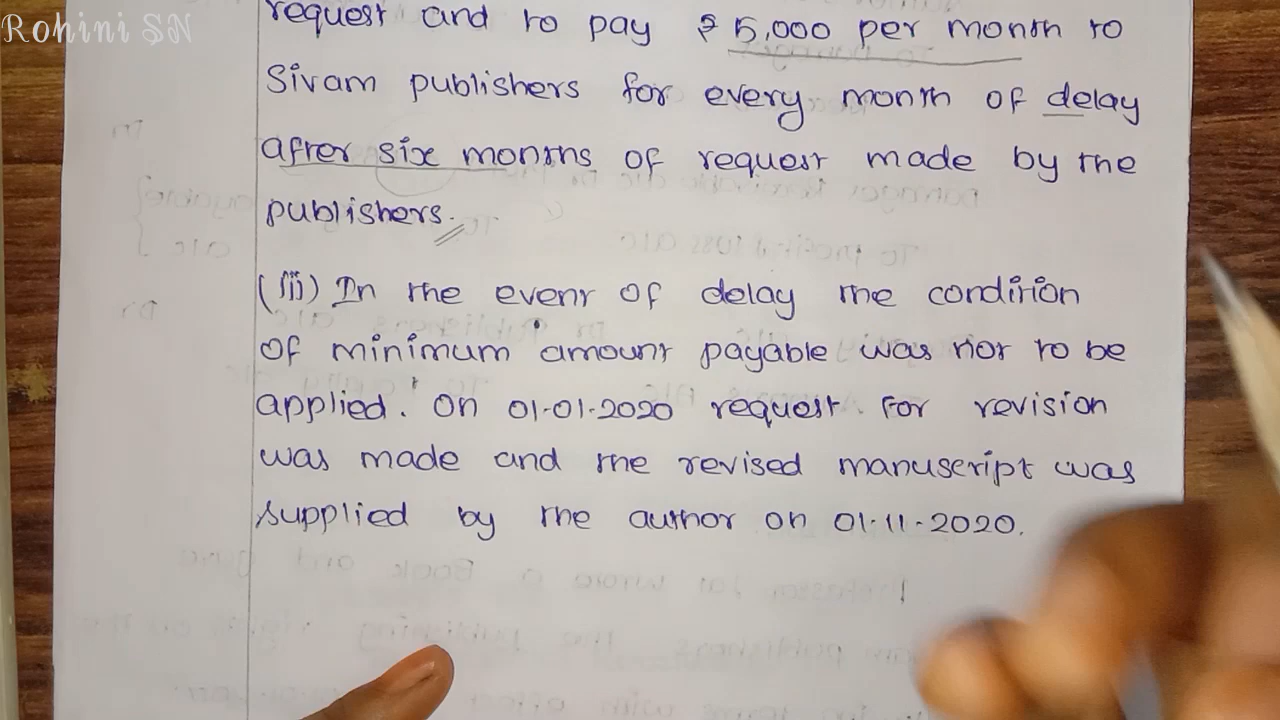 Rohini SN
request and to pay ₹ 5,000 per month to
Sivam publishers for every month of delay
after six months of request made by the
publishers.
(iii) In the event of delay the condition
of minimum amount payable was not to be
applied. On 01.01.2020 request for revision
was made and the revised manuscript was
supplied by the author on 01.11.2020.